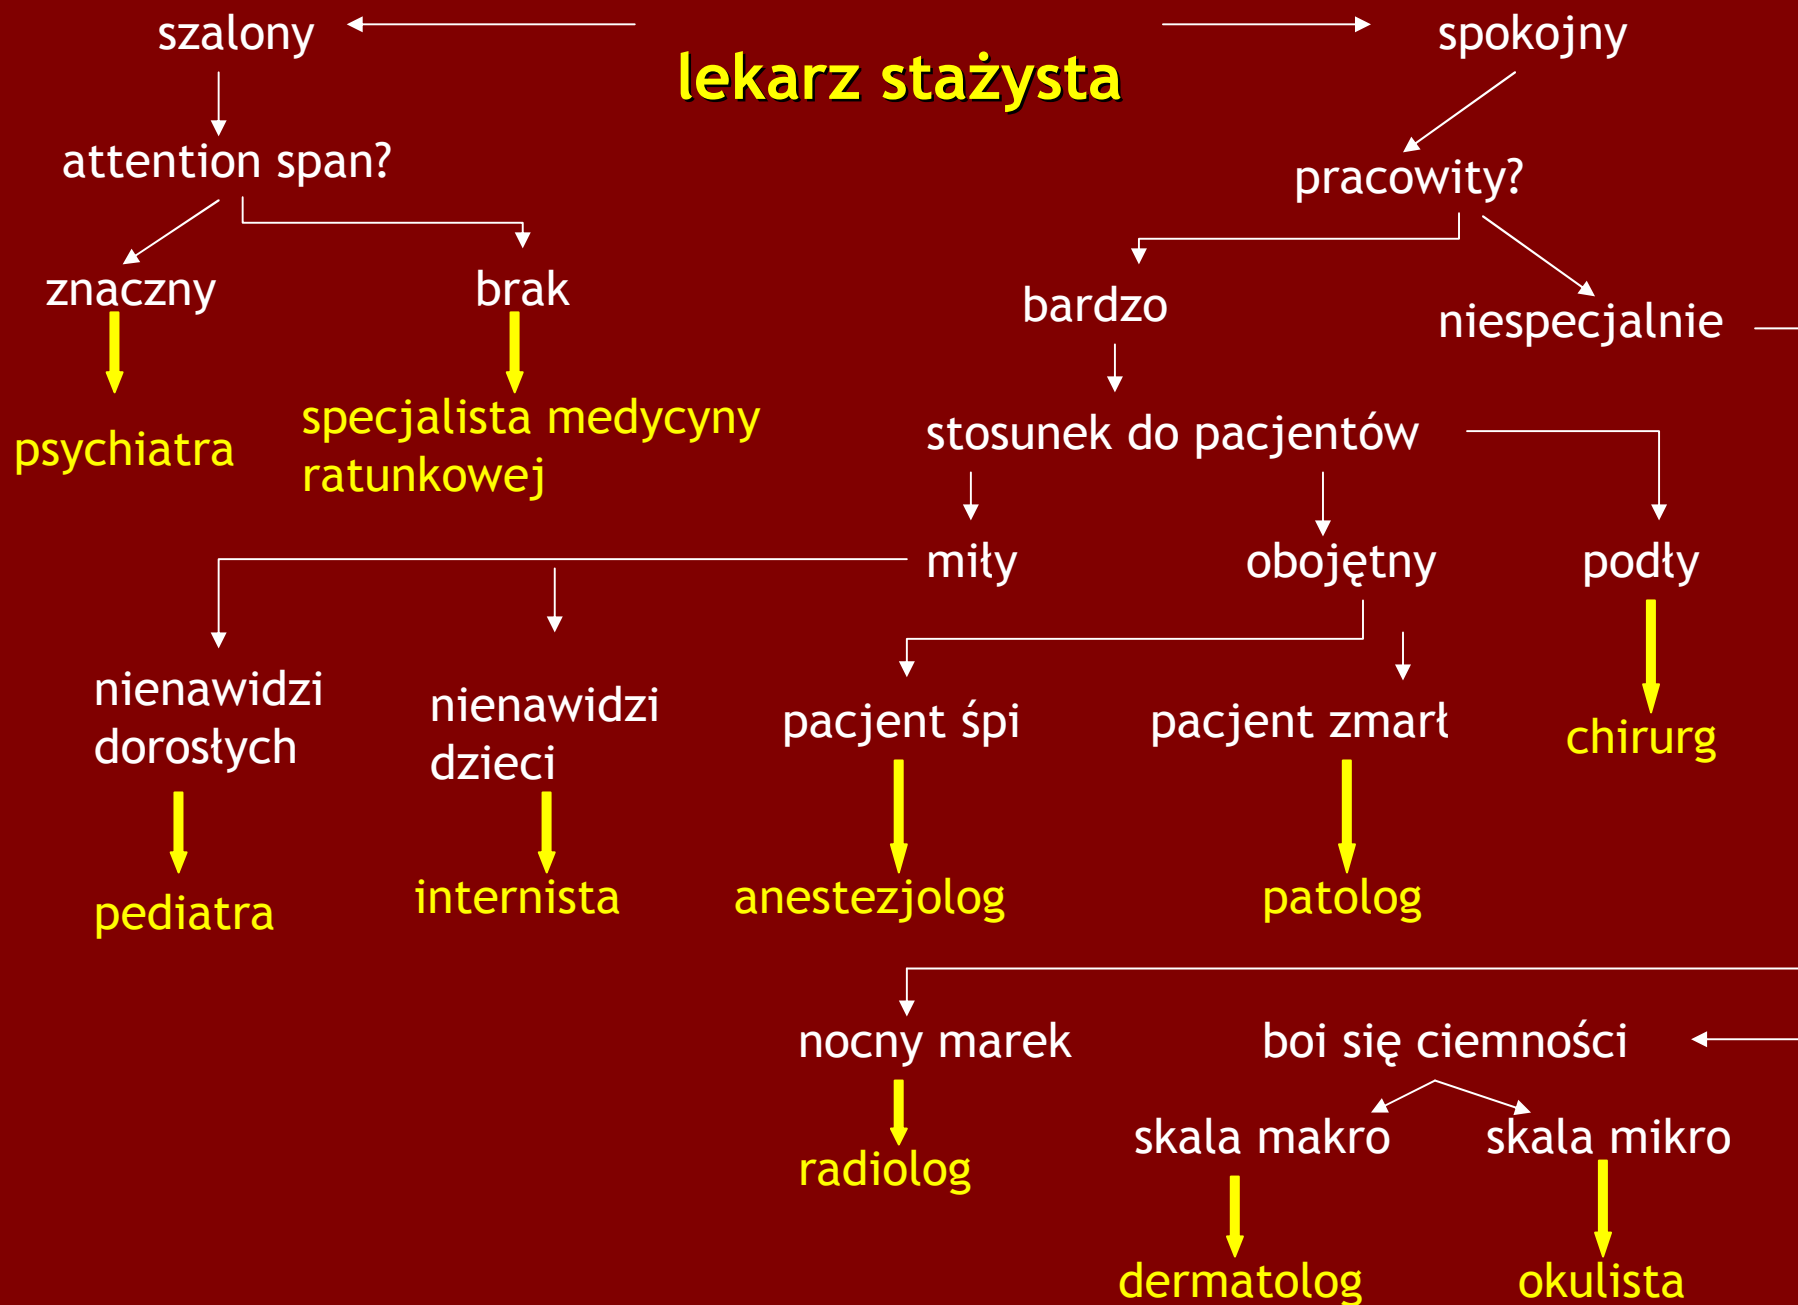 szalony
spokojny
lekarz stażysta
attention span?
pracowity?
znaczny
brak
bardzo
niespecjalnie
psychiatra
specjalista medycyny
ratunkowej
stosunek do pacjentów
miły
obojętny
podły
nienawidzi
dorosłych
nienawidzi
dzieci
pacjent śpi
pacjent zmarł
chirurg
pediatra
internista
anestezjolog
patolog
nocny marek
boi się ciemności
skala makro
skala mikro
radiolog
dermatolog
okulista